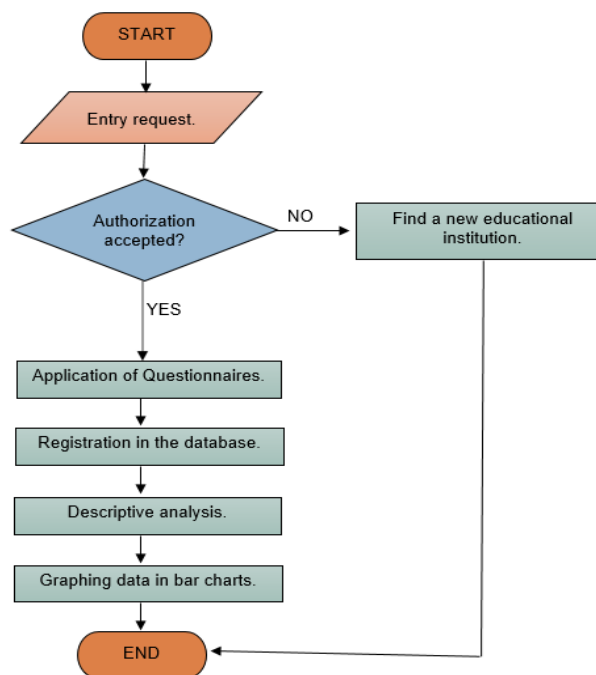 START
Entry request.
Authorization
accepted?
NO
Find a new educational
institution.
YES
Application of Questionnaires.
Registration in the database.
Descriptive analysis.
Graphing data in bar charts.
END